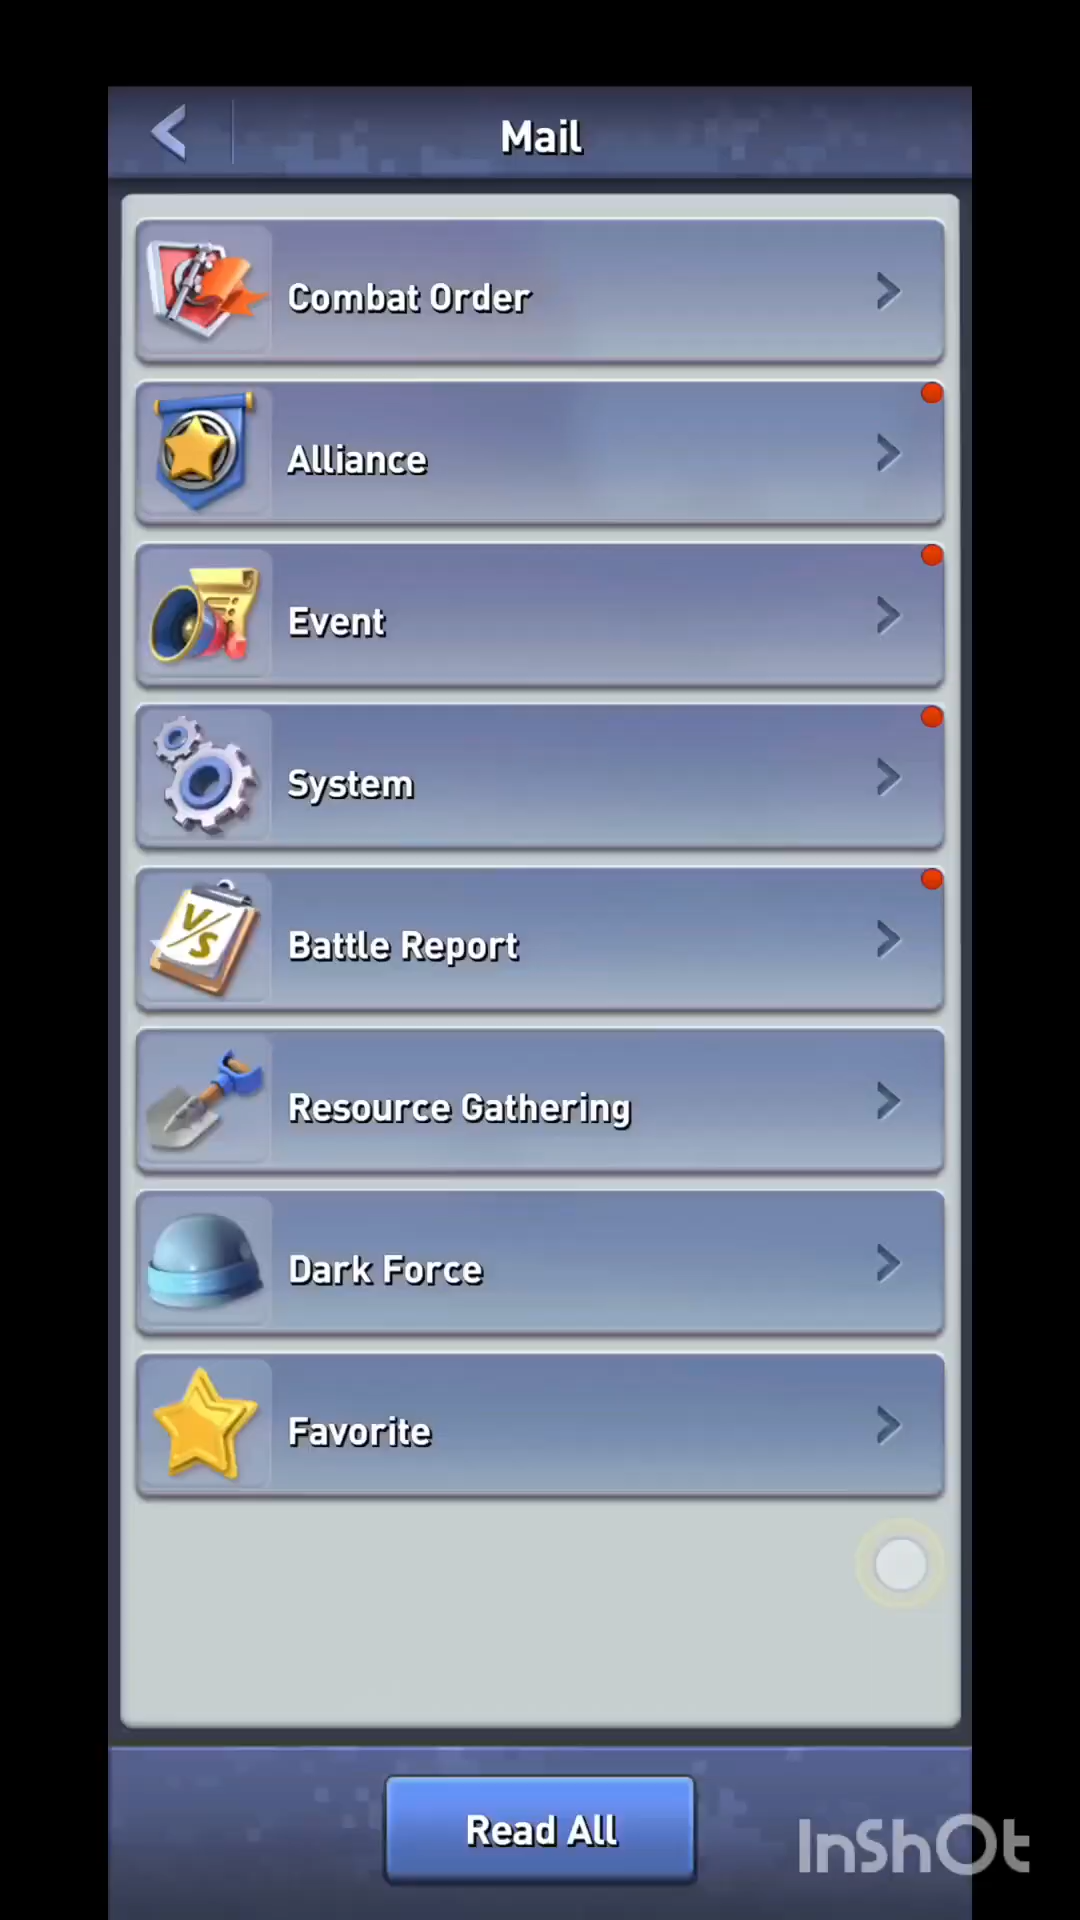 Mail
Combat Order
Alliance
Event
System
V/S
Battle Report
Resource Gathering
Dark Force
Favorite
Read All
InShOt